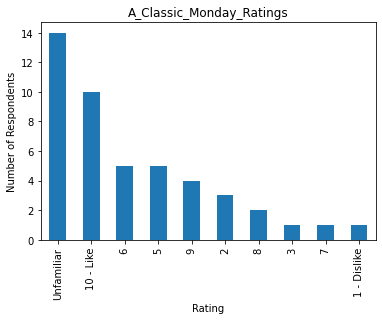 A_Classic_Monday_Ratings
Number of Respondents
14
12
10
8
6
4
2
0
Unfamiliar
10 - Like
6
5
9
2
8
3
7
1 - Dislike
Rating